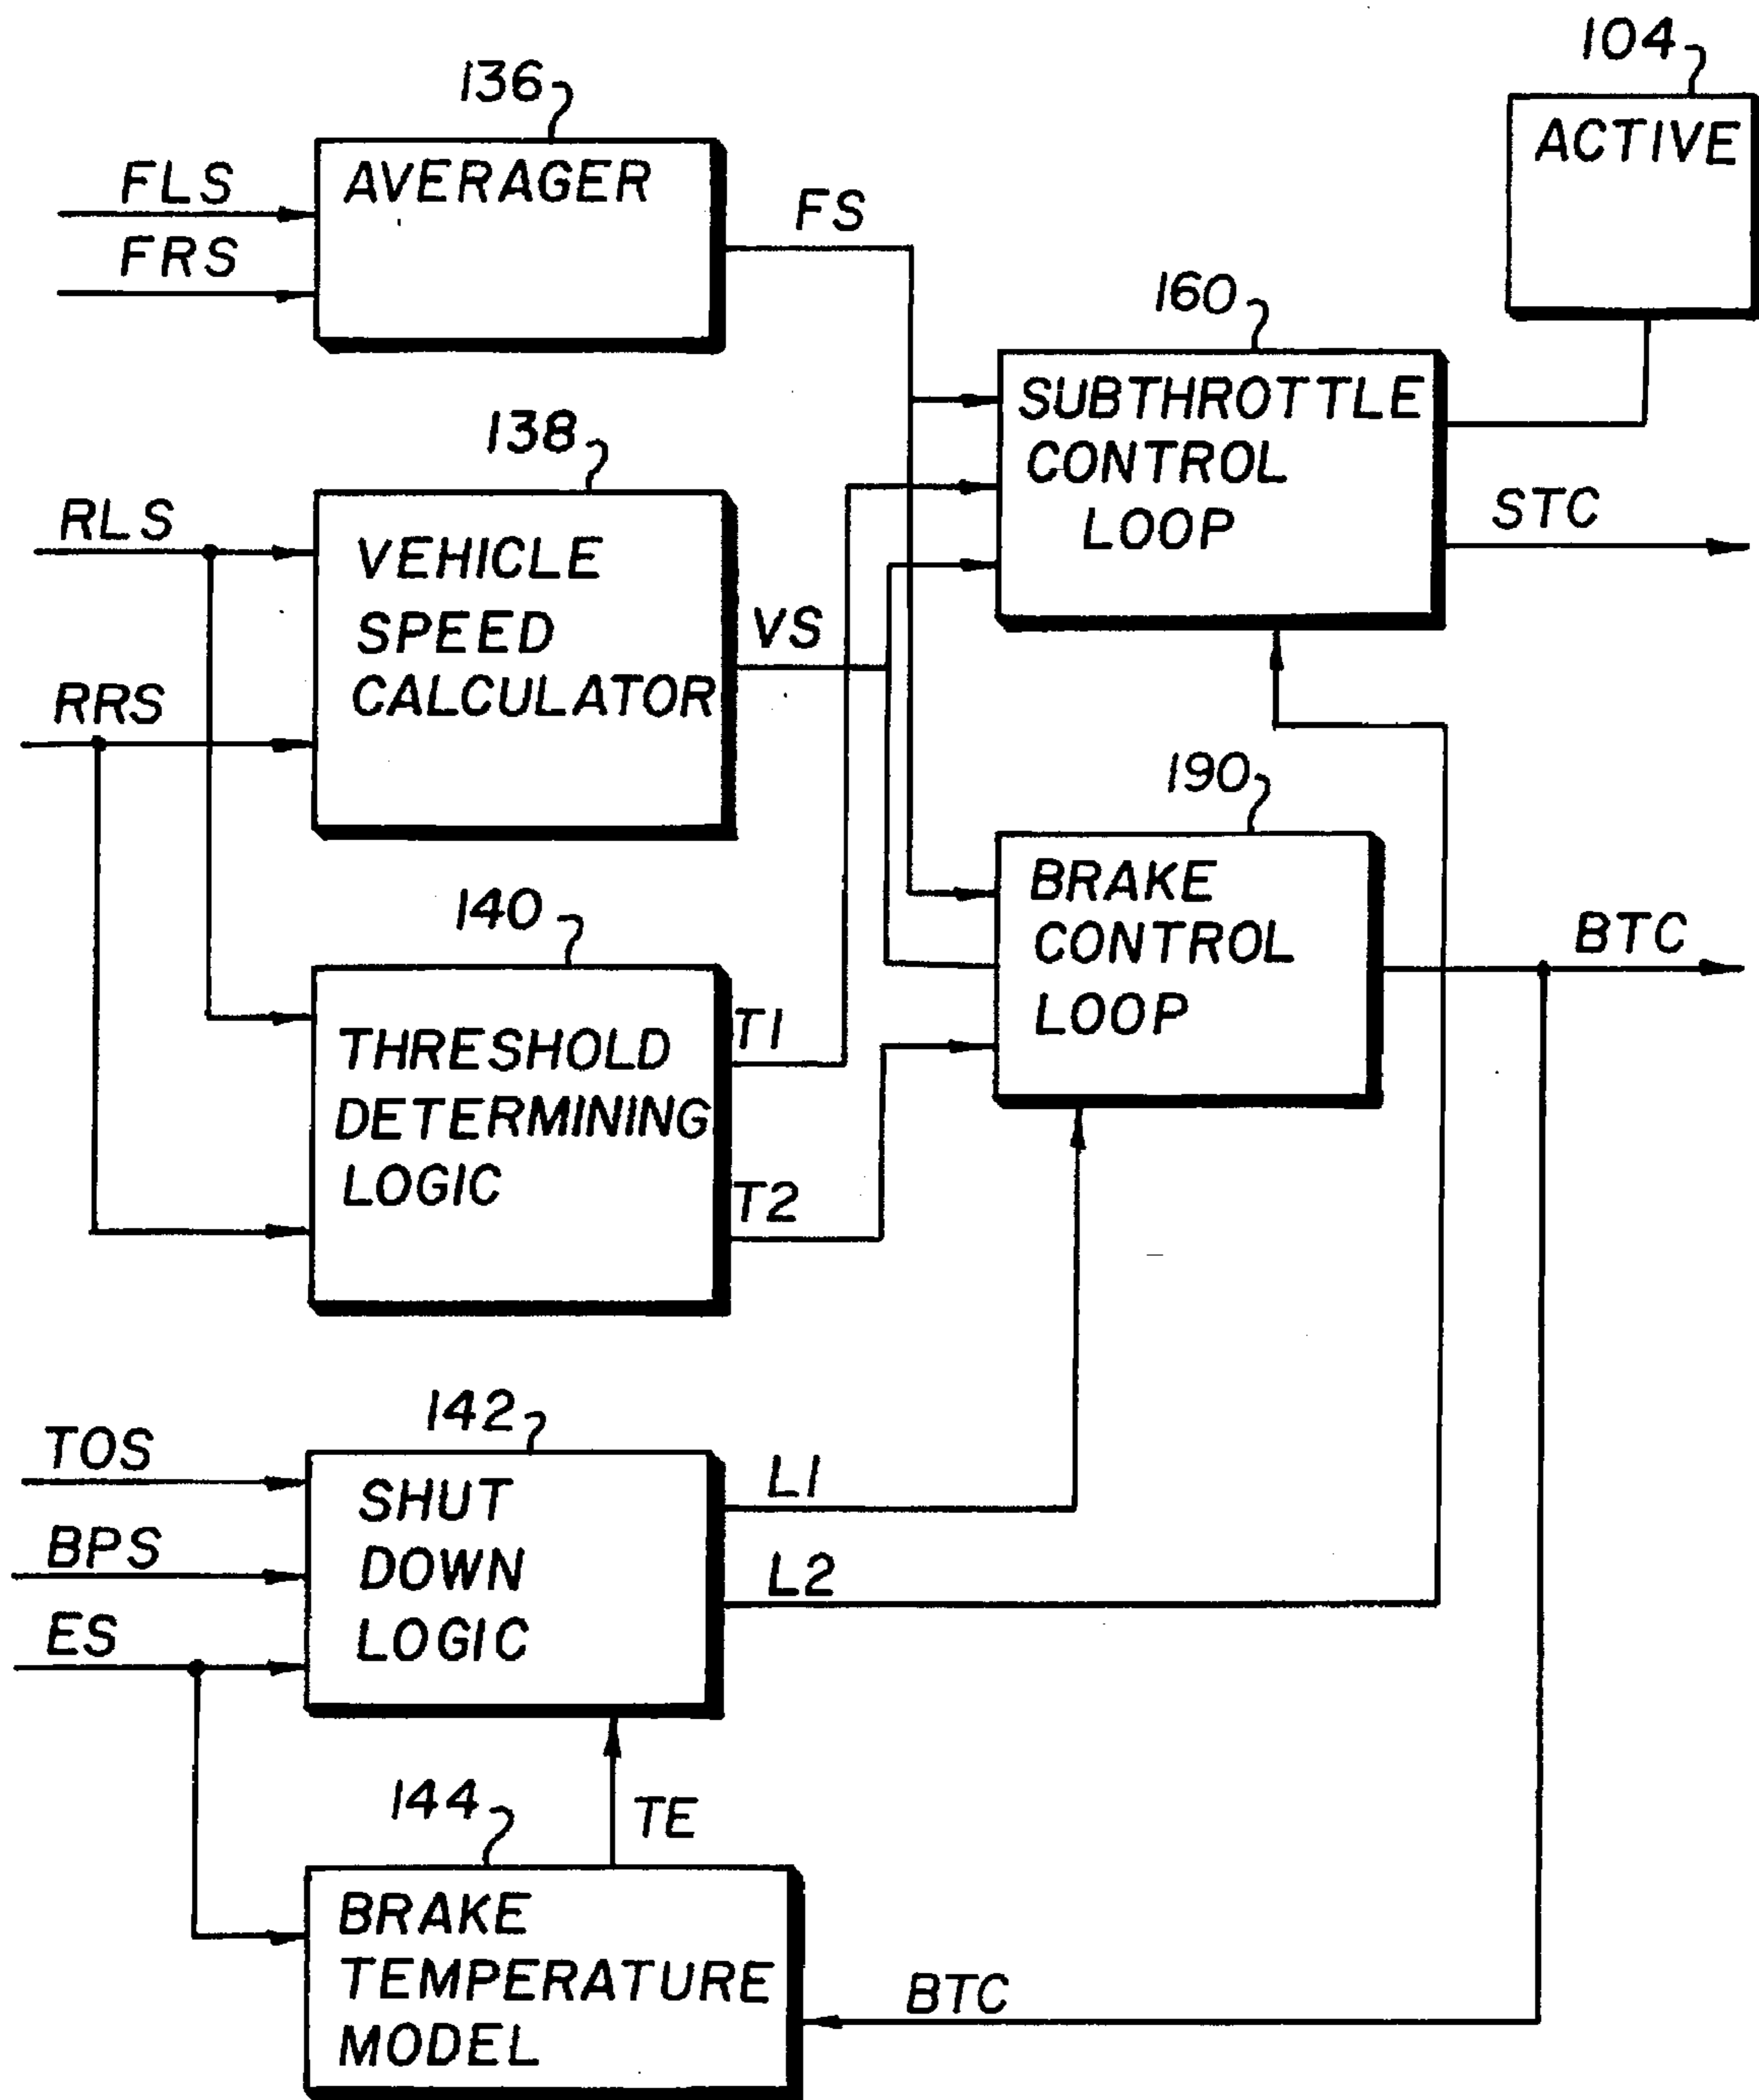 104
ACTIVE
136
AVERAGER
FLS
FRS
FS
160
SUBTHROTTLE
CONTROL
LOOP
STC
138
RLS
VEHICLE
SPEED
CALCULATOR
VS
RRS
190
BRAKE
CONTROL
LOOP
BTC
140
THRESHOLD
DETERMINING
LOGIC
T1
T2
142
TOS
BPS
ES
SHUT
DOWN
LOGIC
L1
L2
144
TE
BRAKE
TEMPERATURE
MODEL
BTC